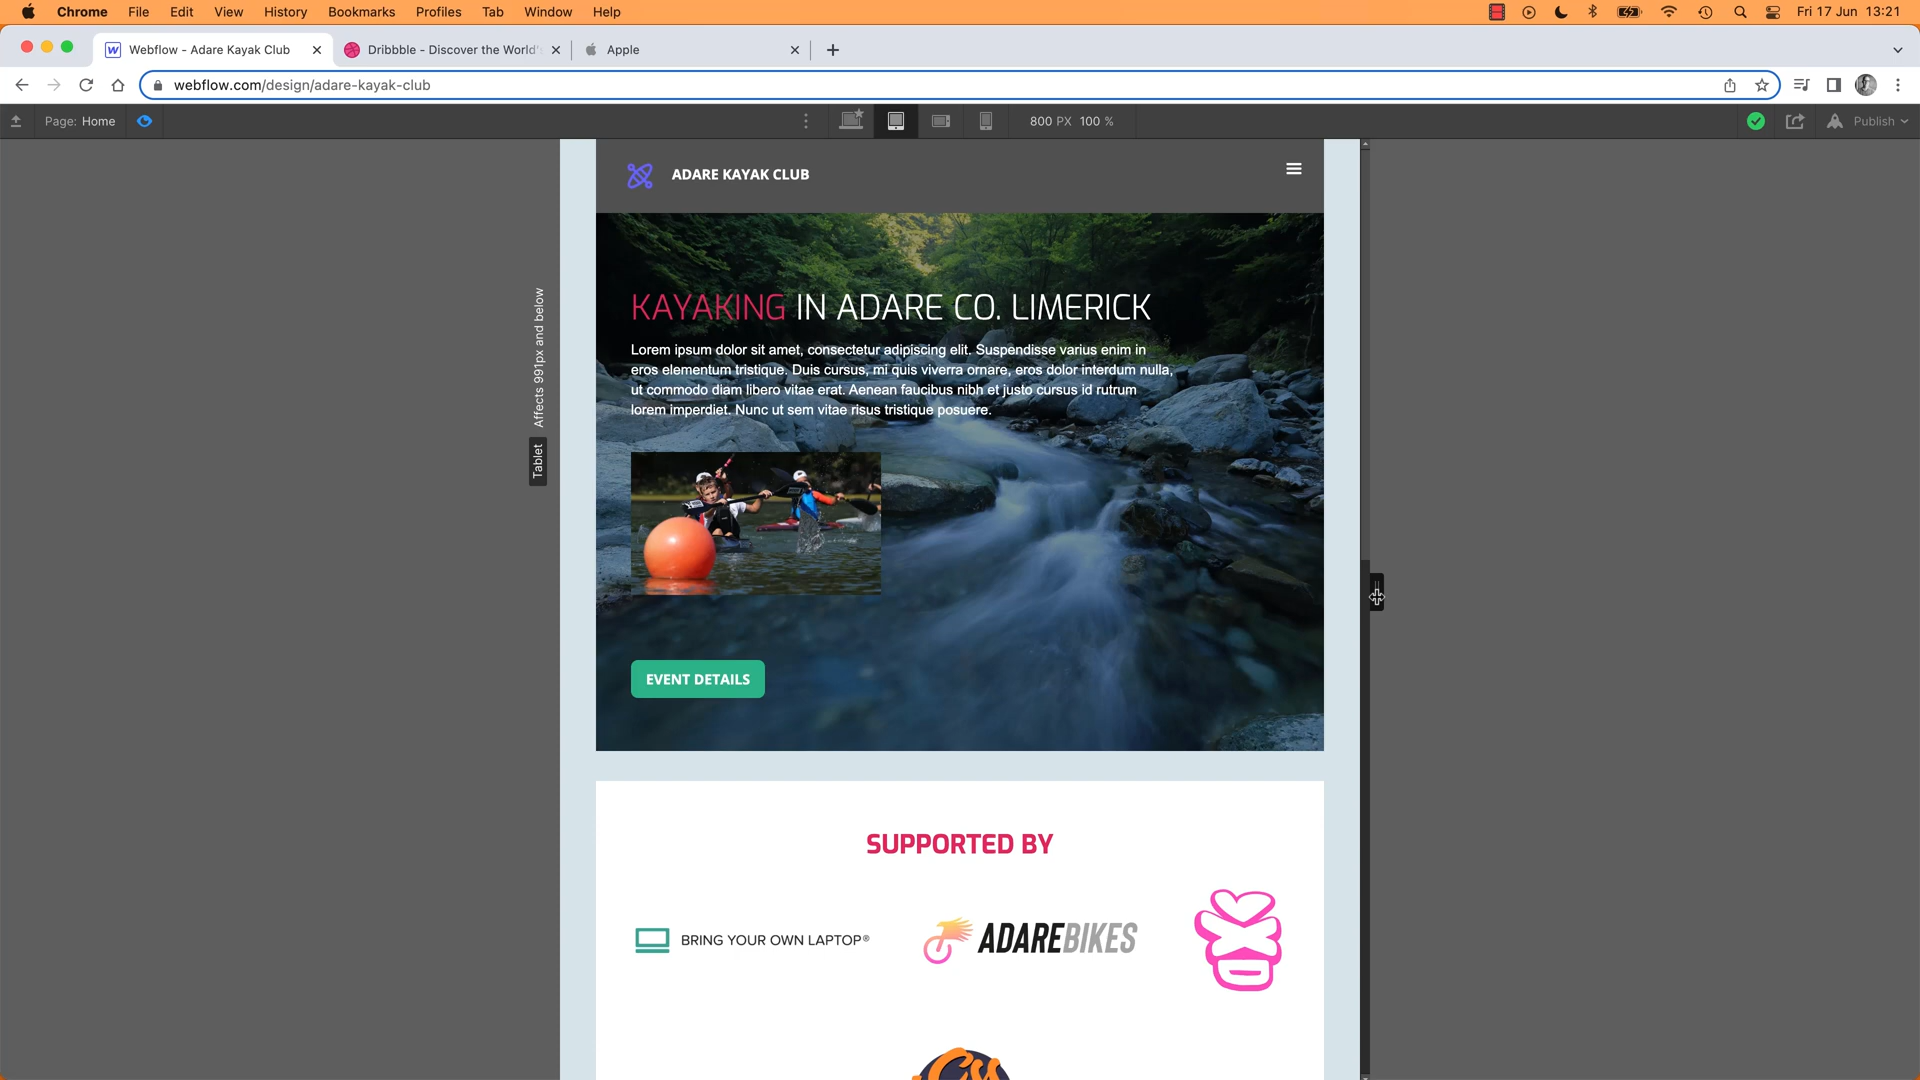 Chrome File Edit View History Bookmarks Profiles Tab Window Help Fri 17 Jun 13:21
Webflow - Adare Kayak Club Dribbble - Discover the World' Apple
webflow.com/design/adare-kayak-club
Page: Home 800 PX 100 % Publish
ADARE KAYAK CLUB
Affects 991px and below
Tablet
KAYAKING IN ADARE CO. LIMERICK
Lorem ipsum dolor sit amet, consectetur adipiscing elit. Suspendisse varius enim in
eros elementum tristique. Duis cursus, mi quis viverra ornare, eros dolor interdum nulla,
ut commodo diam libero vitae erat. Aenean faucibus nibh et justo cursus id rutrum
lorem imperdiet. Nunc ut sem vitae risus tristique posuere.
EVENT DETAILS
SUPPORTED BY
BRING YOUR OWN LAPTOP®
ADAREBIKES